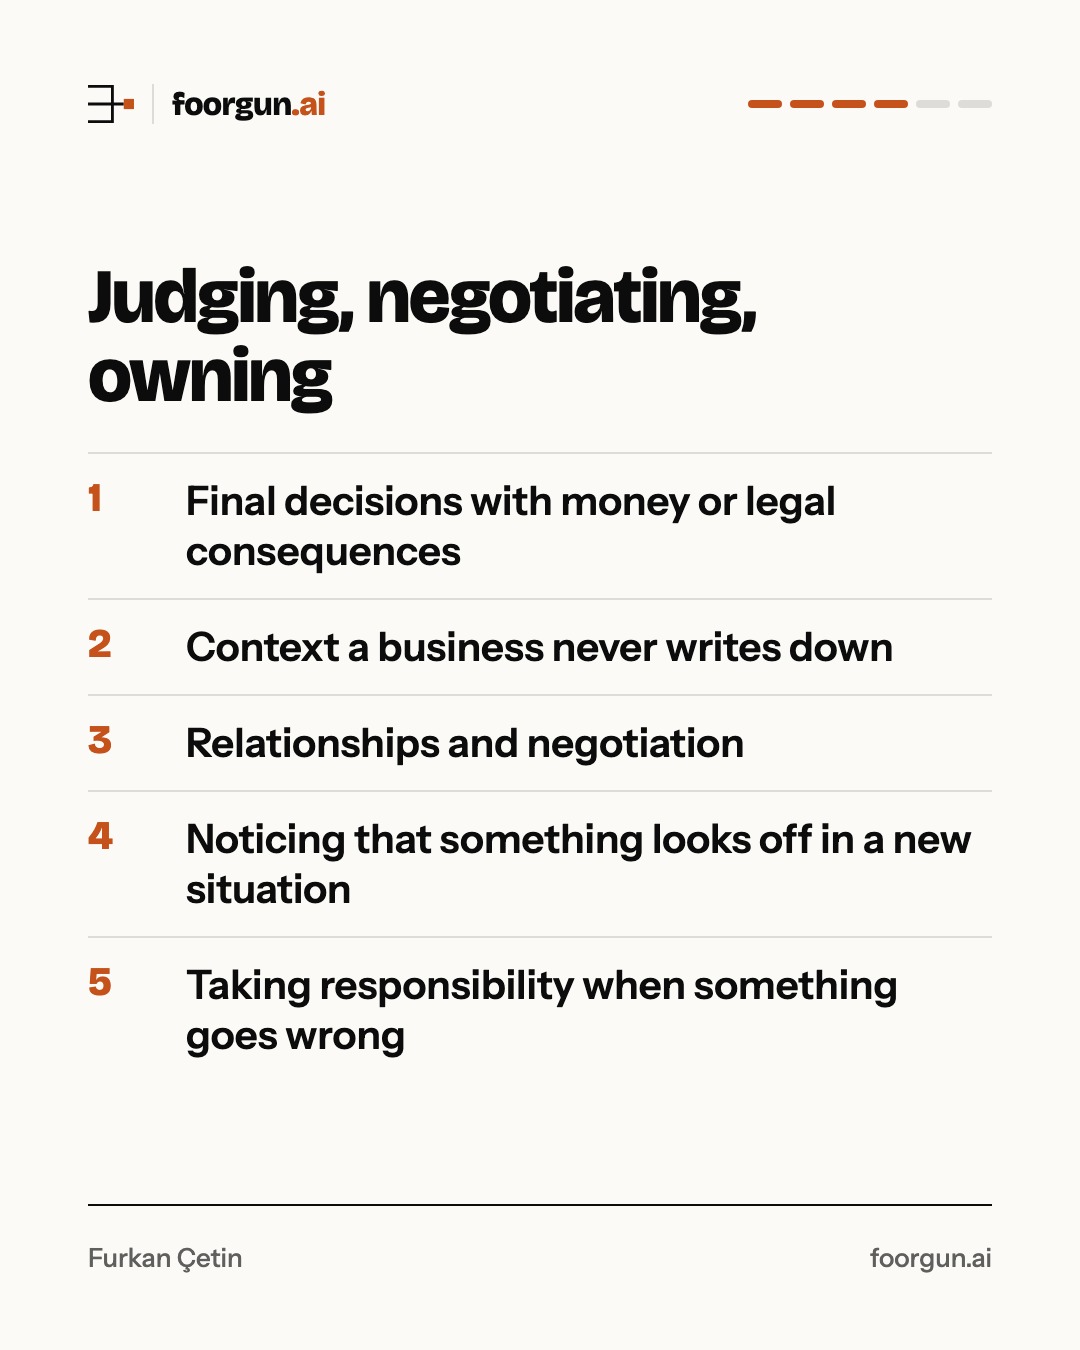 foorgun.ai
Judging, negotiating,
owning
1 Final decisions with money or legal
consequences
2 Context a business never writes down
3 Relationships and negotiation
4 Noticing that something looks off in a new
situation
5 Taking responsibility when something
goes wrong
Furkan Çetin foorgun.ai